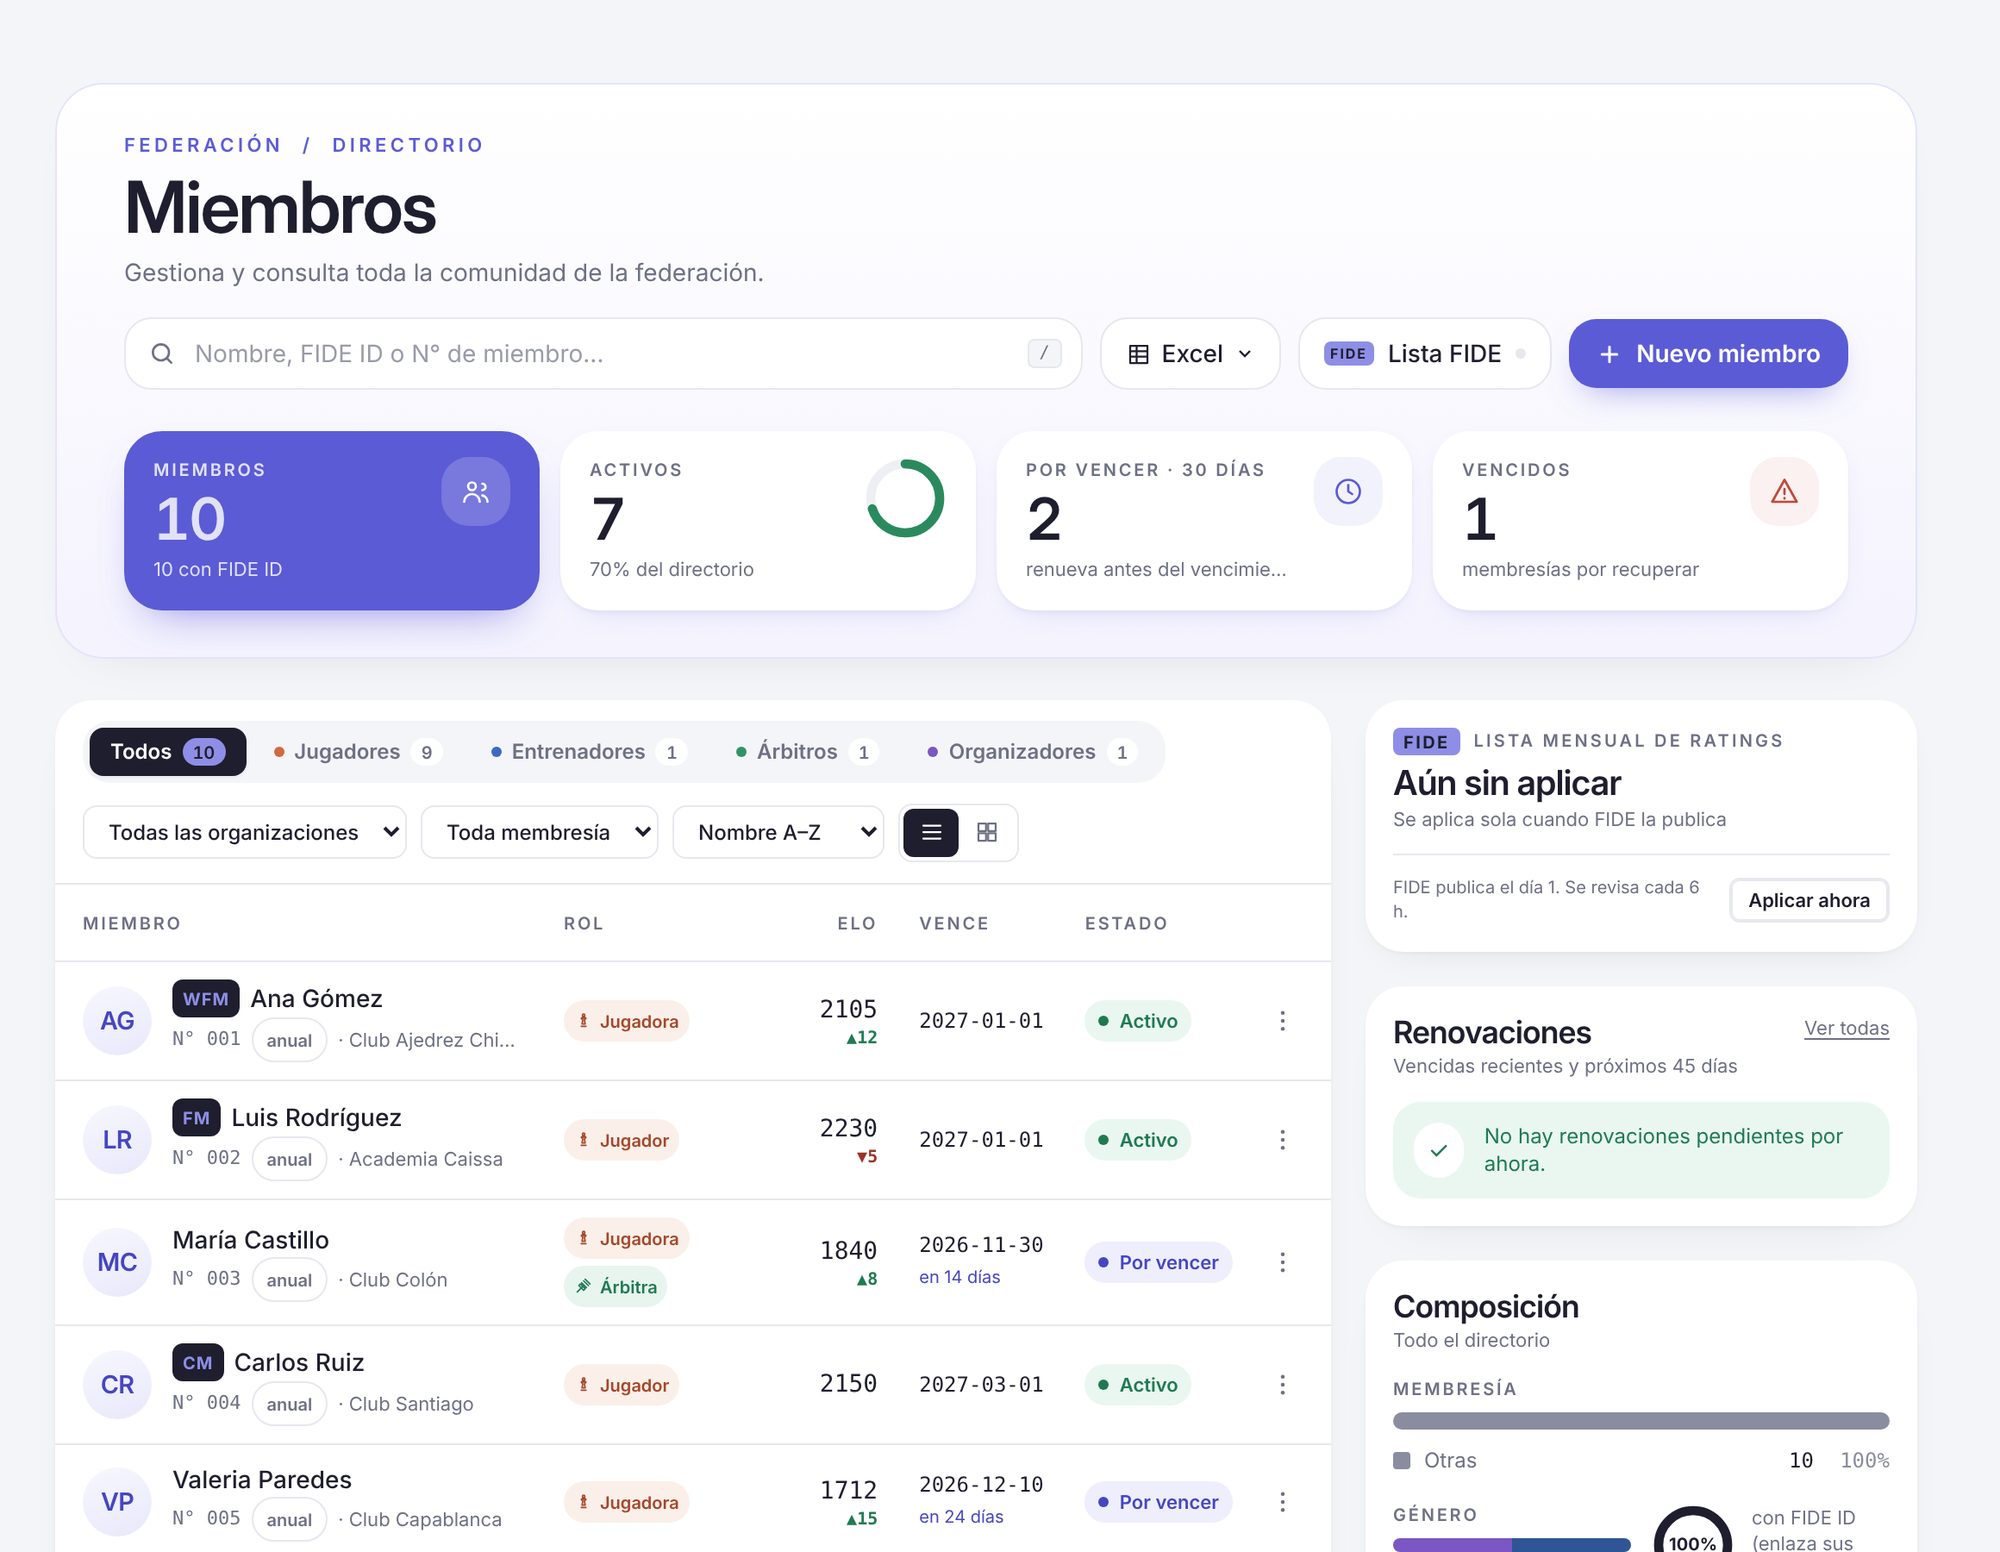 FEDERACIÓN / DIRECTORIO
Miembros
Gestiona y consulta toda la comunidad de la federación.
Nombre, FIDE ID o N° de miembro...
/
Excel
FIDE Lista FIDE
+ Nuevo miembro
MIEMBROS
10
10 con FIDE ID
ACTIVOS
7
70% del directorio
POR VENCER · 30 DÍAS
2
renueva antes del vencimie...
VENCIDOS
1
membresías por recuperar
Todos 10
Jugadores 9
Entrenadores 1
Árbitros 1
Organizadores 1
Todas las organizaciones
Toda membresía
Nombre A–Z
MIEMBRO ROL ELO VENCE ESTADO
AG
WFM Ana Gómez
N° 001 anual · Club Ajedrez Chi...
Jugadora
2105
▲12
2027-01-01
Activo
LR
FM Luis Rodríguez
N° 002 anual · Academia Caissa
Jugador
2230
▼5
2027-01-01
Activo
MC
María Castillo
N° 003 anual · Club Colón
Jugadora
Árbitra
1840
▲8
2026-11-30
en 14 días
Por vencer
CR
CM Carlos Ruiz
N° 004 anual · Club Santiago
Jugador
2150
2027-03-01
Activo
VP
Valeria Paredes
N° 005 anual · Club Capablanca
Jugadora
1712
▲15
2026-12-10
en 24 días
Por vencer
FIDE LISTA MENSUAL DE RATINGS
Aún sin aplicar
Se aplica sola cuando FIDE la publica
FIDE publica el día 1. Se revisa cada 6
h.
Aplicar ahora
Renovaciones
Ver todas
Vencidas recientes y próximos 45 días
No hay renovaciones pendientes por
ahora.
Composición
Todo el directorio
MEMBRESÍA
Otras 10 100%
GÉNERO
100%
con FIDE ID
(enlaza sus